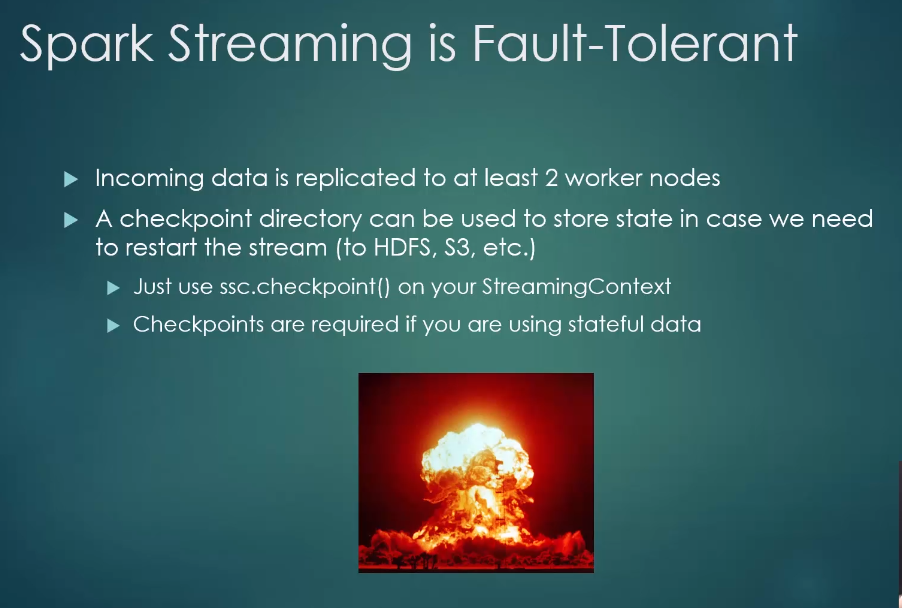 Spark Streaming is Fault-Tolerant
Incoming data is replicated to at least 2 worker nodes
A checkpoint directory can be used to store state in case we need
to restart the stream (to HDFS, S3, etc.)
Just use ssc.checkpoint() on your StreamingContext
Checkpoints are required if you are using stateful data